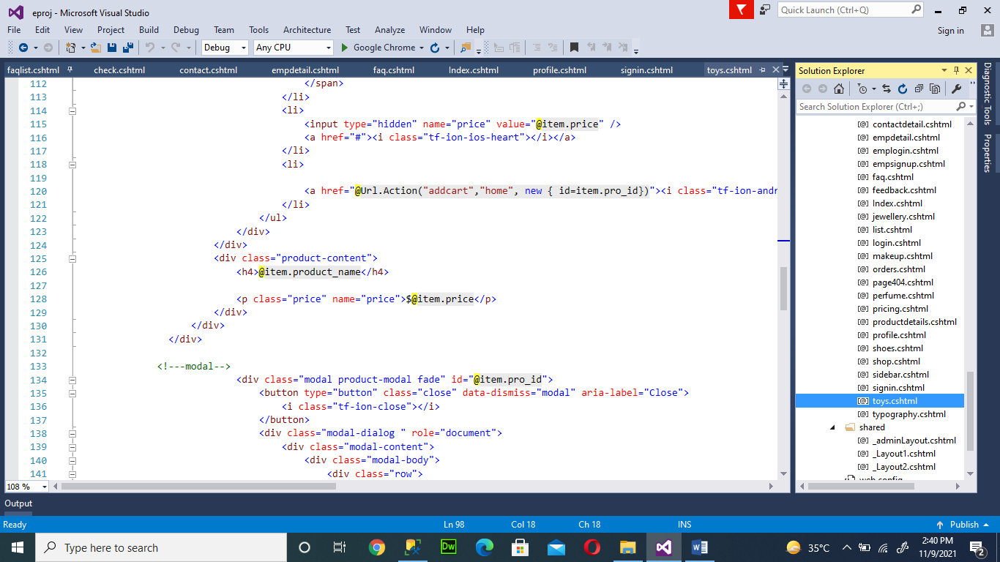 eproj - Microsoft Visual Studio
Quick Launch (Ctrl+Q)
File Edit View Project Build Debug Team Tools Architecture Test Analyze Window Help
Sign in
Debug Any CPU Google Chrome
faqlist.cshtml check.cshtml contact.cshtml empdetail.cshtml faq.cshtml Index.cshtml profile.cshtml signin.cshtml toys.cshtml
112 </span>
113 </li>
114 <li>
115 <input type="hidden" name="price" value="@item.price" />
116 <a href="#"><i class="tf-ion-ios-heart"></i></a>
117 </li>
118 <li>
119
120 <a href="@Url.Action("addcart","home", new { id=item.pro_id})"><i class="tf-ion-andr
121 </li>
122 </ul>
123 </div>
124 </div>
125 <div class="product-content">
126 <h4>@item.product_name</h4>
127
128 <p class="price" name="price">$@item.price</p>
129 </div>
130 </div>
131 </div>
132
133 <!---modal-->
134 <div class="modal product-modal fade" id="@item.pro_id">
135 <button type="button" class="close" data-dismiss="modal" aria-label="Close">
136 <i class="tf-ion-close"></i>
137 </button>
138 <div class="modal-dialog " role="document">
139 <div class="modal-content">
140 <div class="modal-body">
141 <div class="row">
108 %
Solution Explorer
Search Solution Explorer (Ctrl+;)
contactdetail.cshtml
empdetail.cshtml
emplogin.cshtml
empsignup.cshtml
faq.cshtml
feedback.cshtml
Index.cshtml
jewellery.cshtml
list.cshtml
login.cshtml
makeup.cshtml
orders.cshtml
page404.cshtml
perfume.cshtml
pricing.cshtml
productdetails.cshtml
profile.cshtml
shoes.cshtml
shop.cshtml
sidebar.cshtml
signin.cshtml
toys.cshtml
typography.cshtml
shared
_adminLayout.cshtml
_Layout1.cshtml
_Layout2.cshtml
web.config
Diagnostic Tools
Properties
Output
Ready Ln 98 Col 18 Ch 18 INS Publish
Type here to search
Dw
35°C
2:40 PM
11/9/2021
2